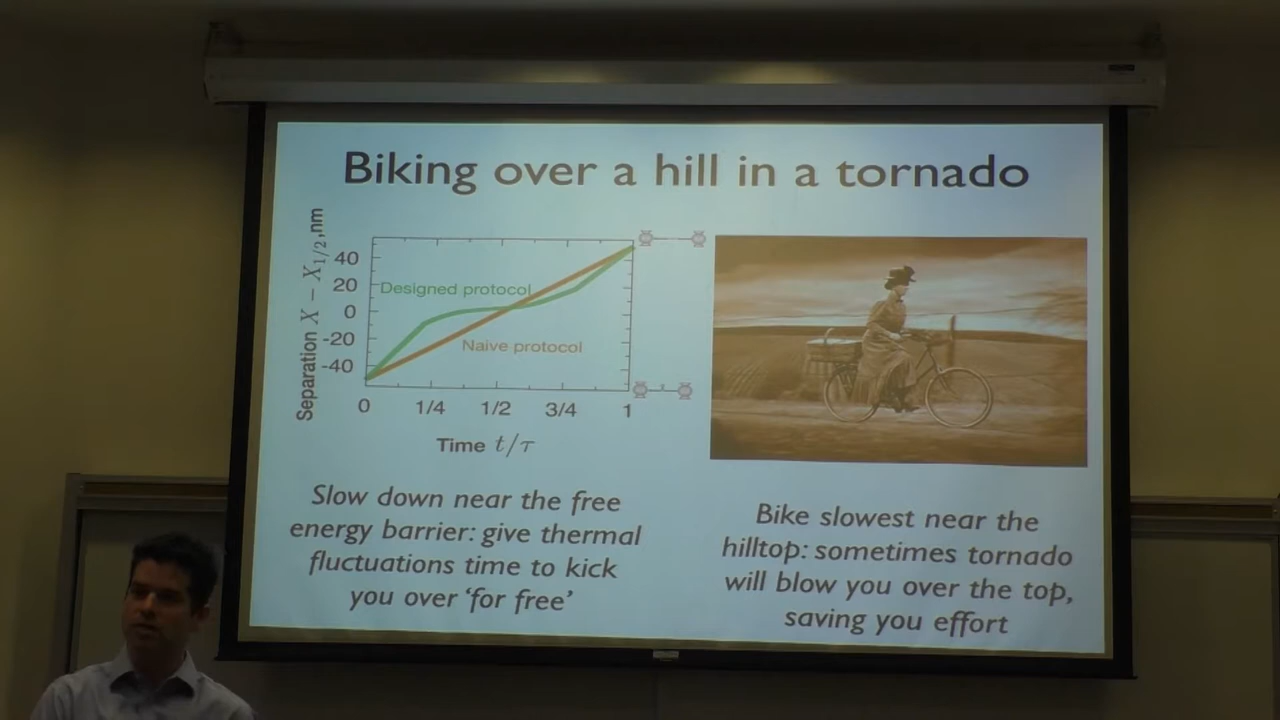 Biking over a hill in a tornado
Separation X − X1/2,nm
40
20
0
-20
-40
Designed protocol
Naive protocol
0 1/4 1/2 3/4 1
Time t/τ
Slow down near the free
energy barrier: give thermal
fluctuations time to kick
you over ‘for free’
Bike slowest near the
hilltop: sometimes tornado
will blow you over the top,
saving you effort